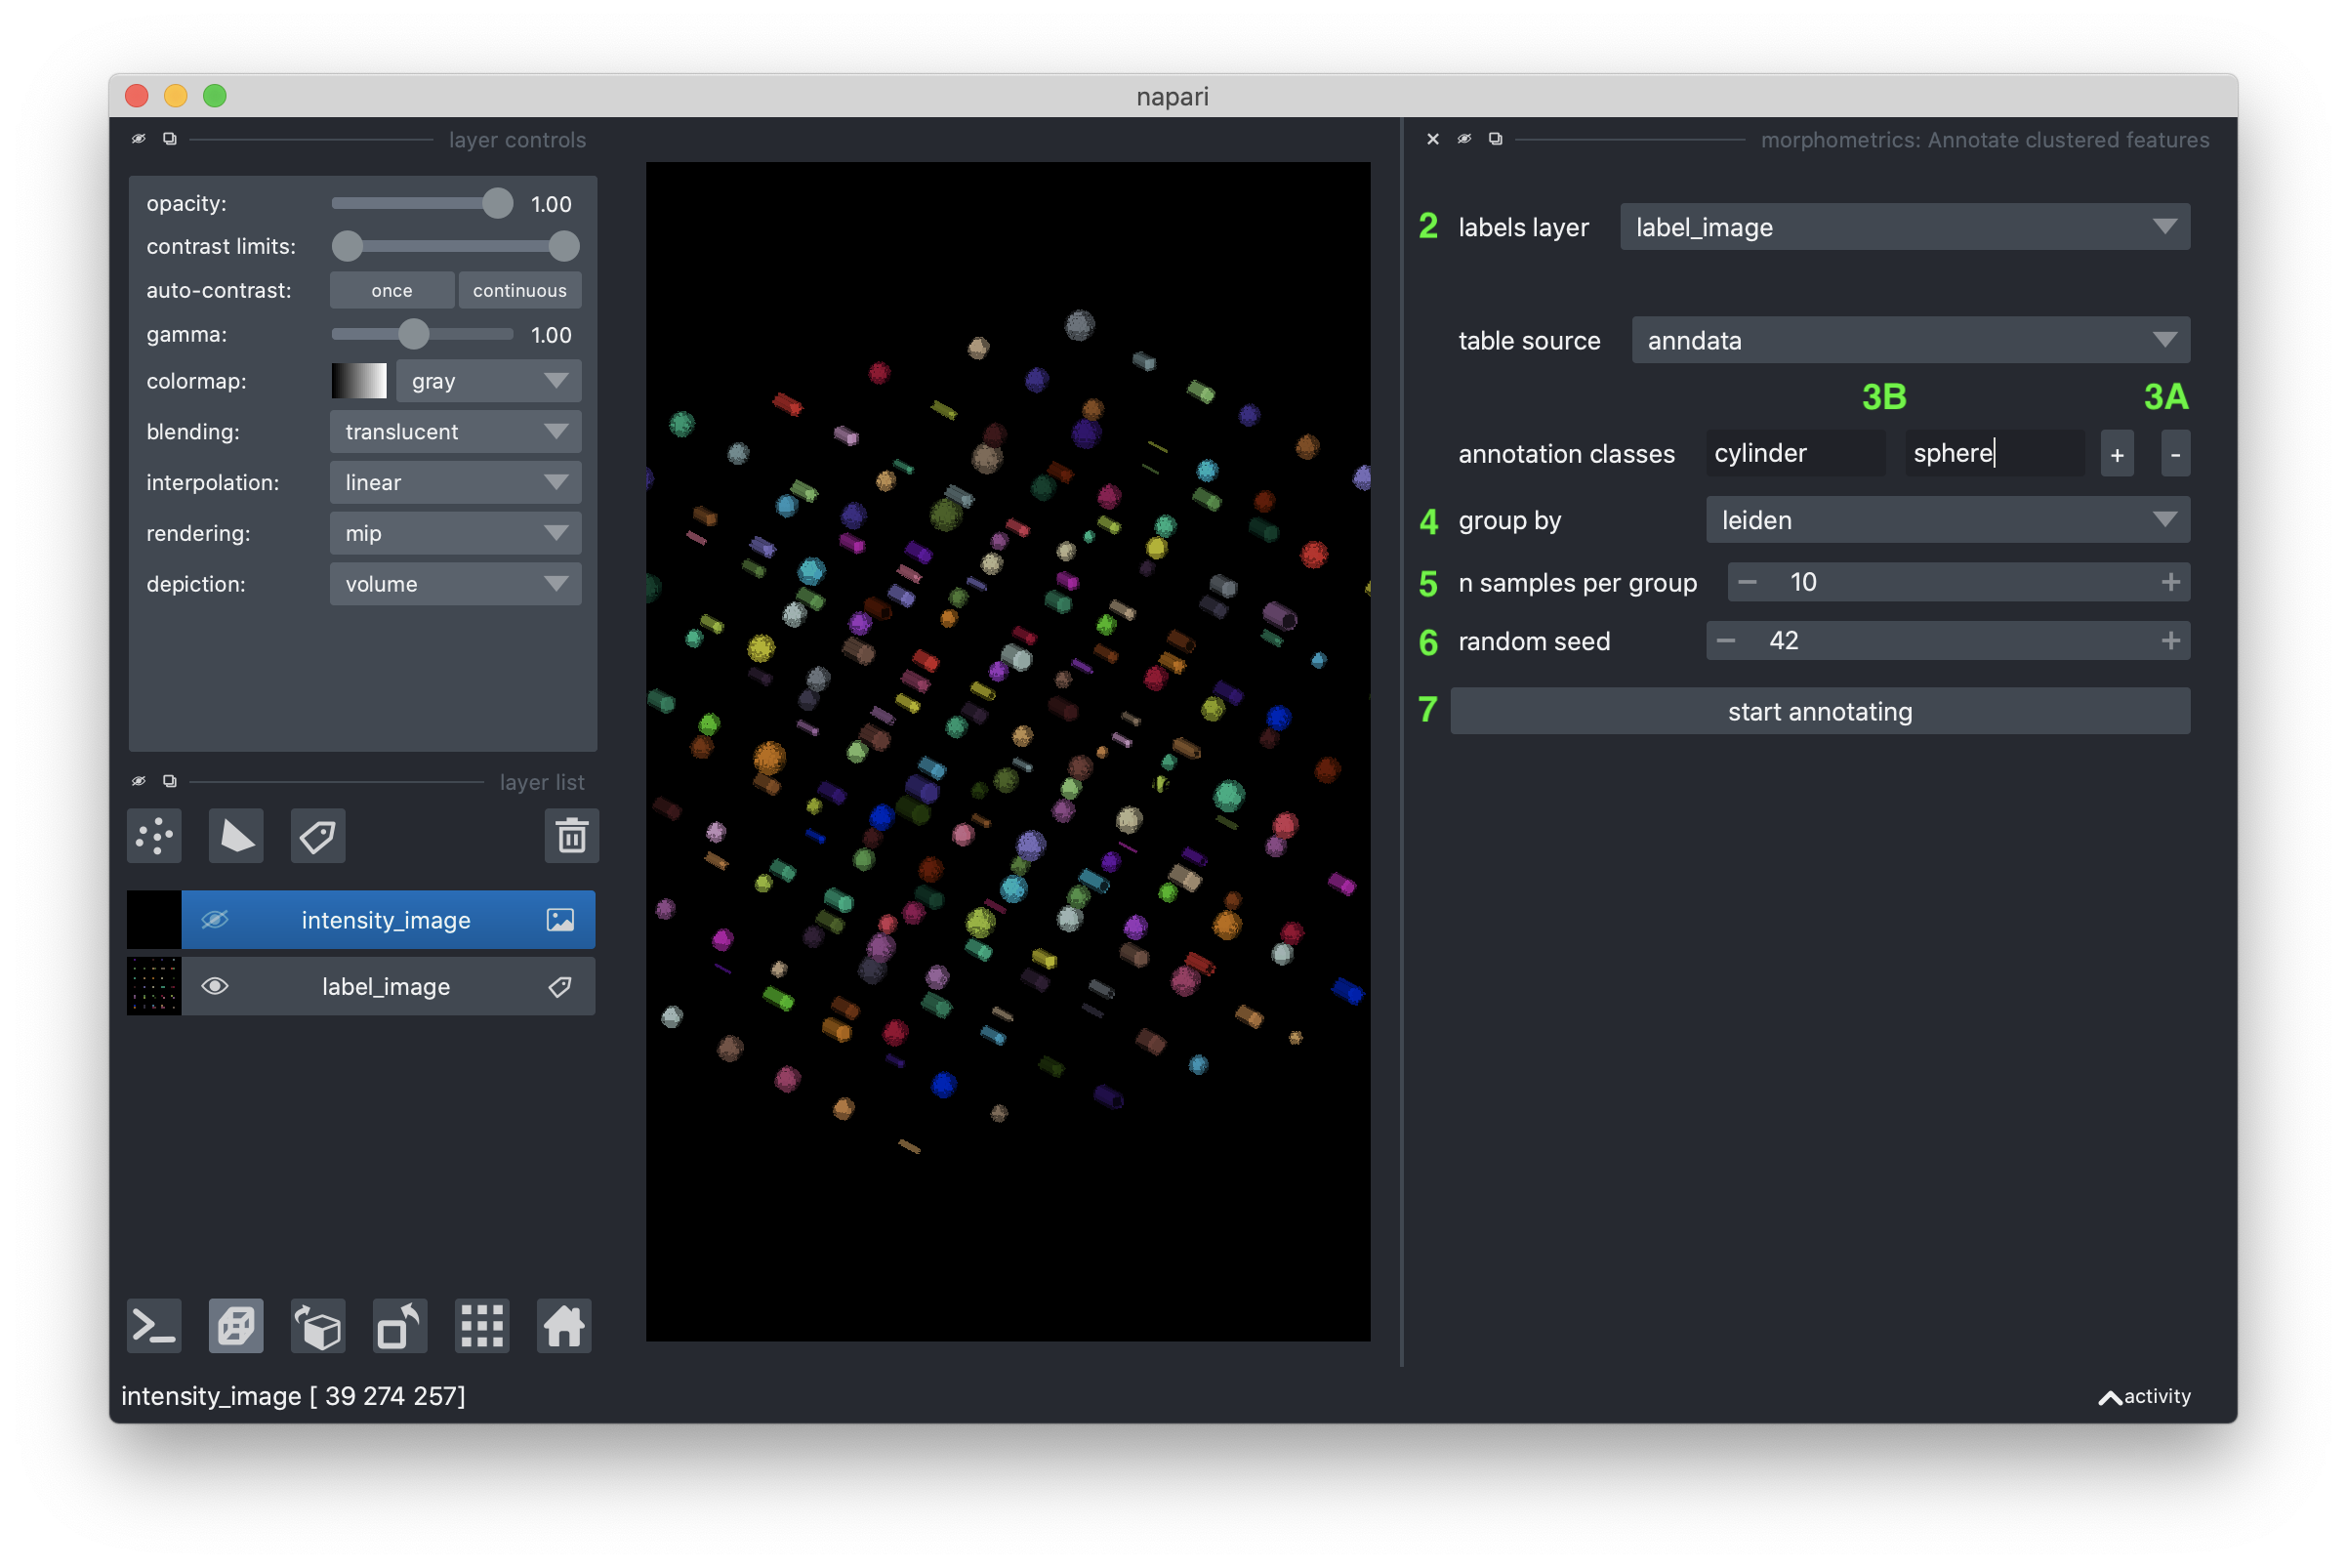 napari
layer controls
opacity: 1.00
contrast limits:
auto-contrast: once continuous
gamma: 1.00
colormap: gray
blending: translucent
interpolation: linear
rendering: mip
depiction: volume
layer list
intensity_image
label_image
intensity_image [ 39 274 257]
morphometrics: Annotate clustered features
2 labels layer label_image
table source anndata
3B 3A
annotation classes cylinder sphere + -
4 group by leiden
5 n samples per group − 10 +
6 random seed − 42 +
7 start annotating
activity